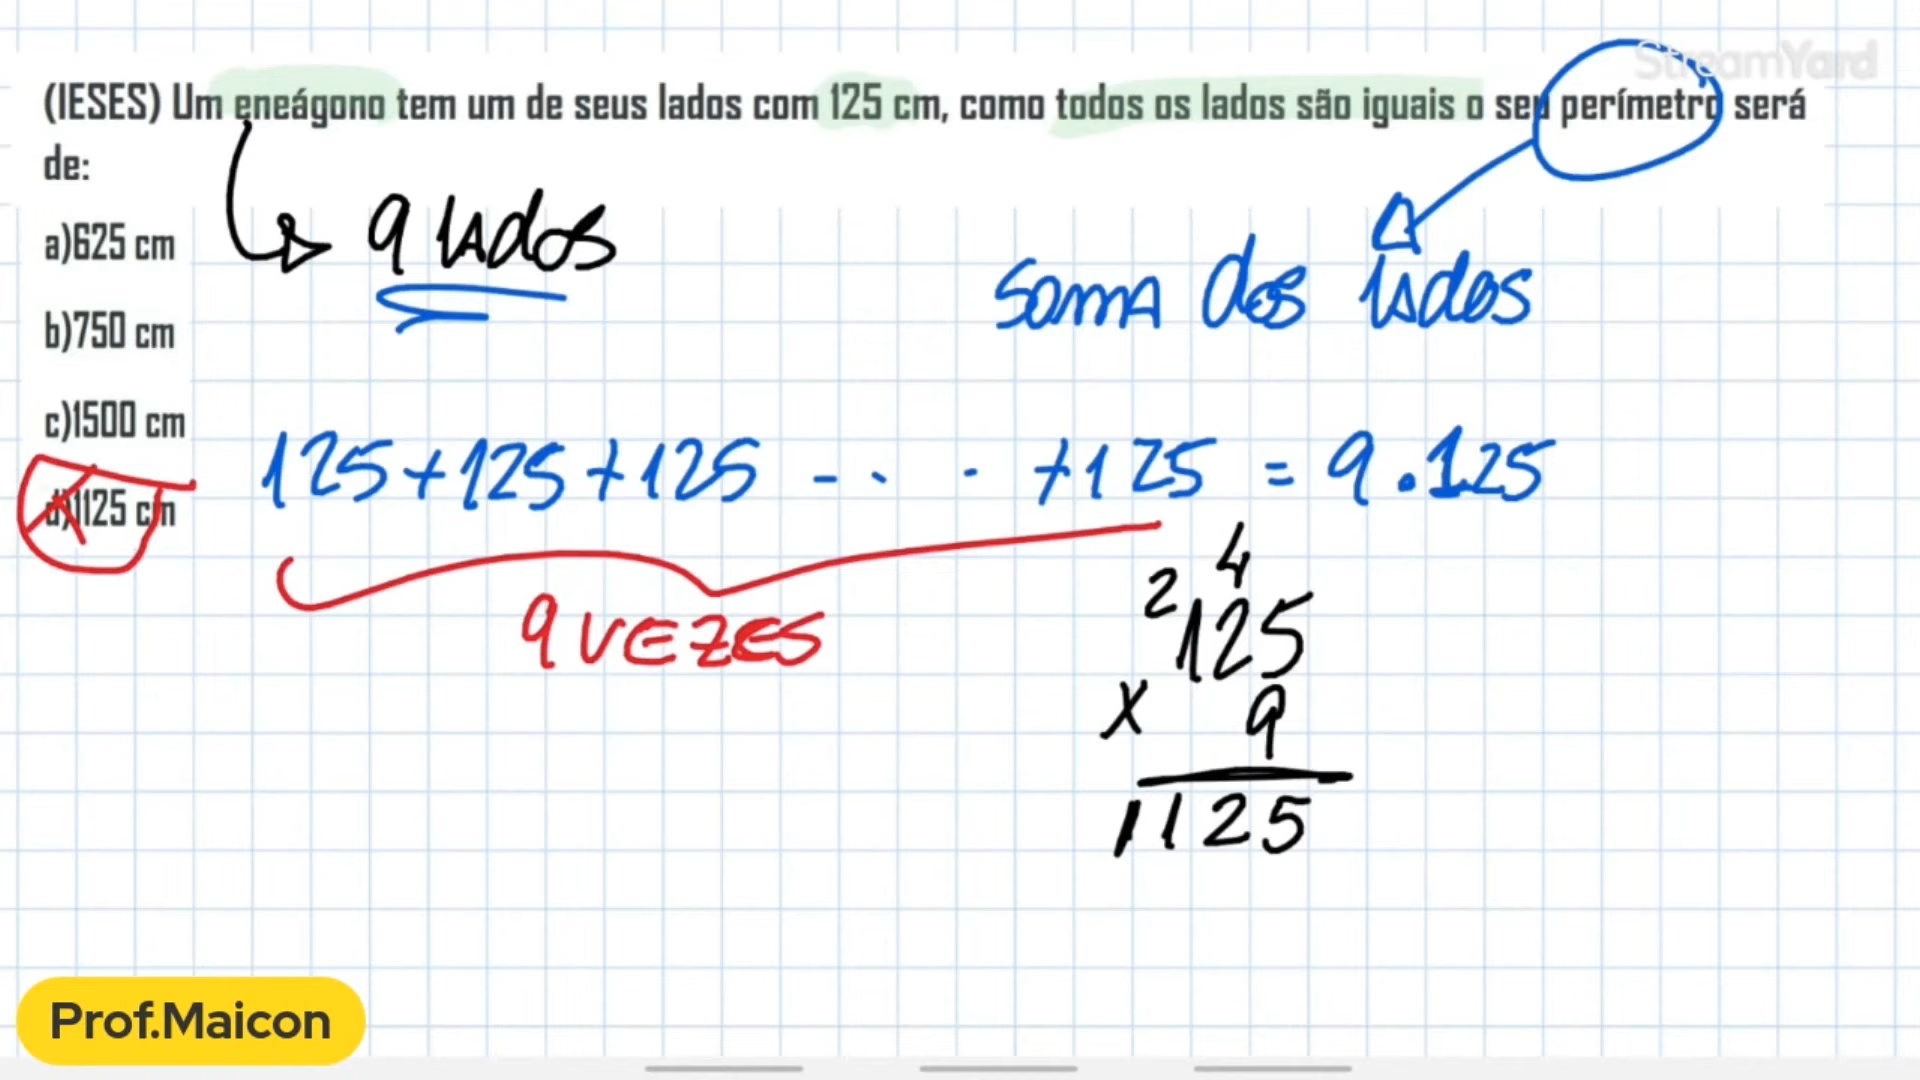 StreamYard
(IESES) Um eneágono tem um de seus lados com 125 cm, como todos os lados são iguais o seu perímetro será
de:
a)625 cm
9 lados
soma dos lados
b)750 cm
c)1500 cm
125+125+125 - . . +125 = 9.125
d)1125 cm
9 VEZES
2 4
125
x 9
1125
Prof.Maicon